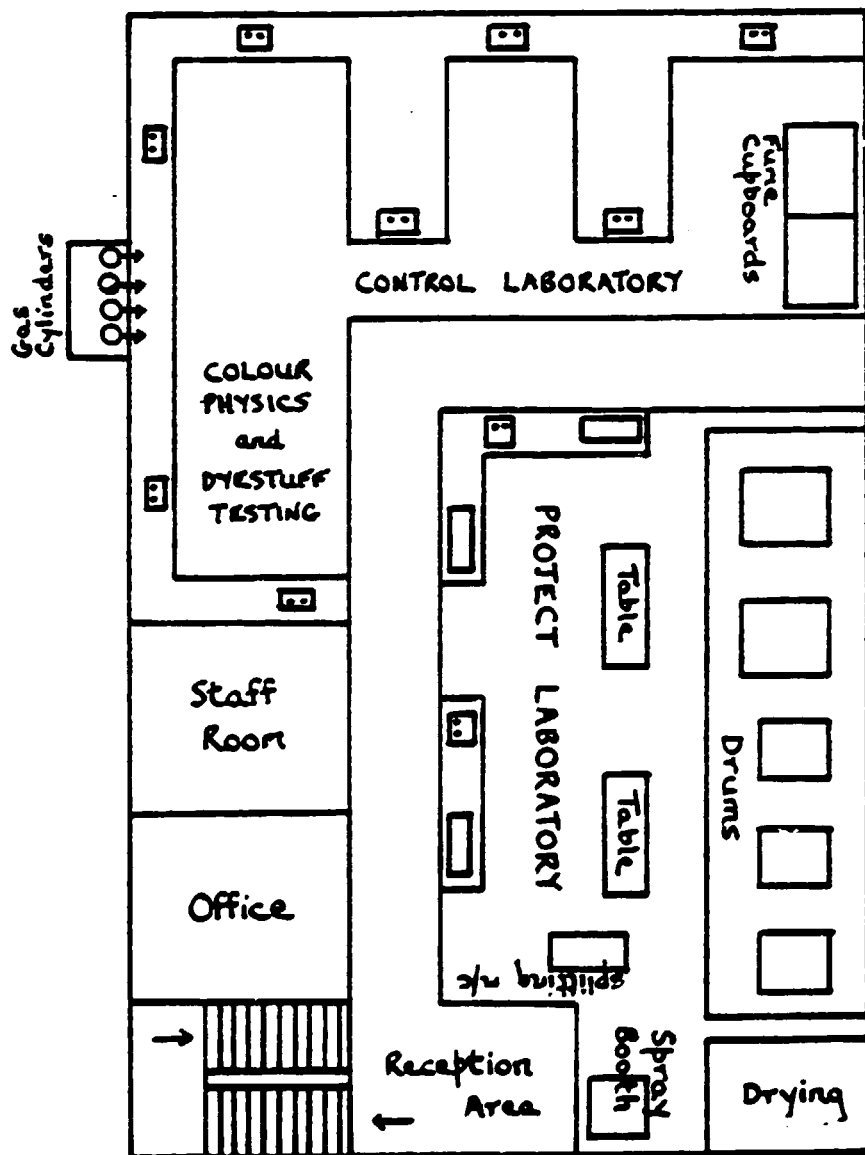 Fume
Cupboards
Gas
Cylinders
CONTROL LABORATORY
COLOUR
PHYSICS
and
DYESTUFF
TESTING
PROTECT LABORATORY
Table
Table
Drums
Staff
Room
Office
splitting m/c
Spray
Booth
Reception
Area
Drying